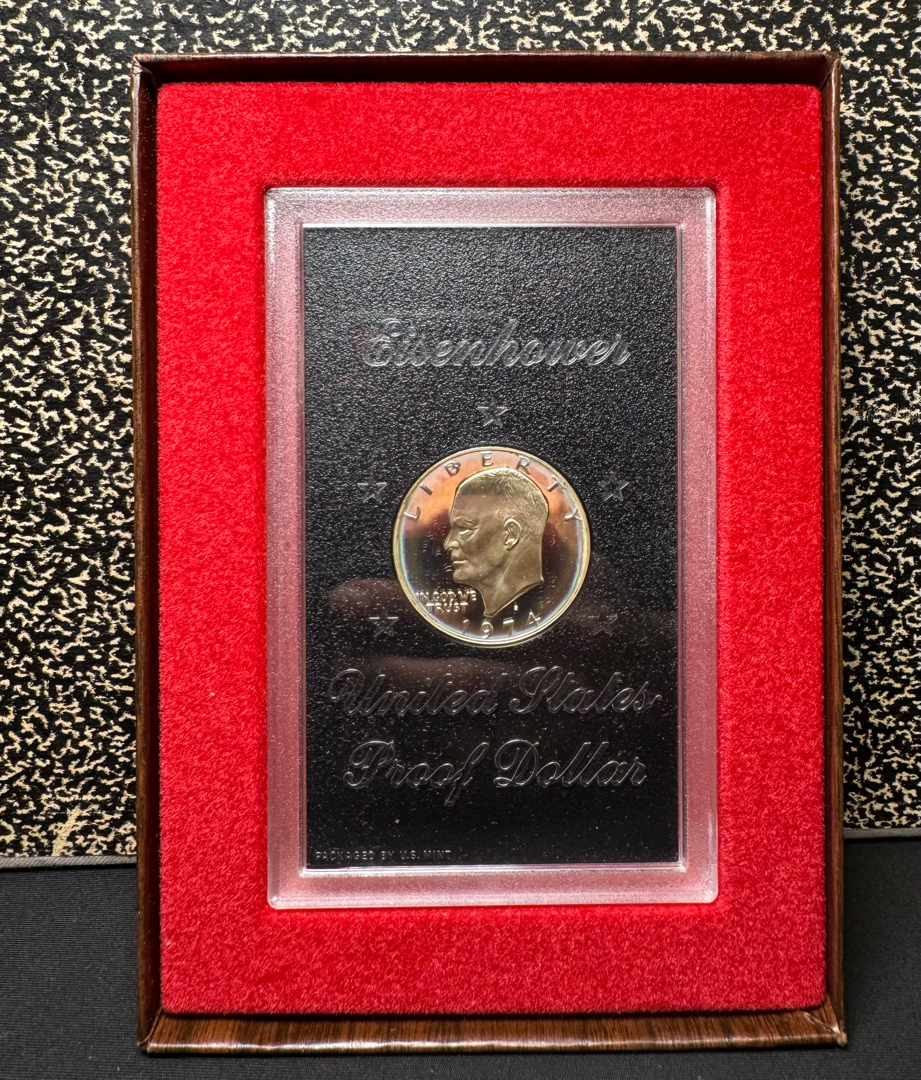 Eisenhower
LIBERTY
IN GOD WE
TRUST
S
1974
United States
Proof Dollar
PACKAGED BY U.S. MINT